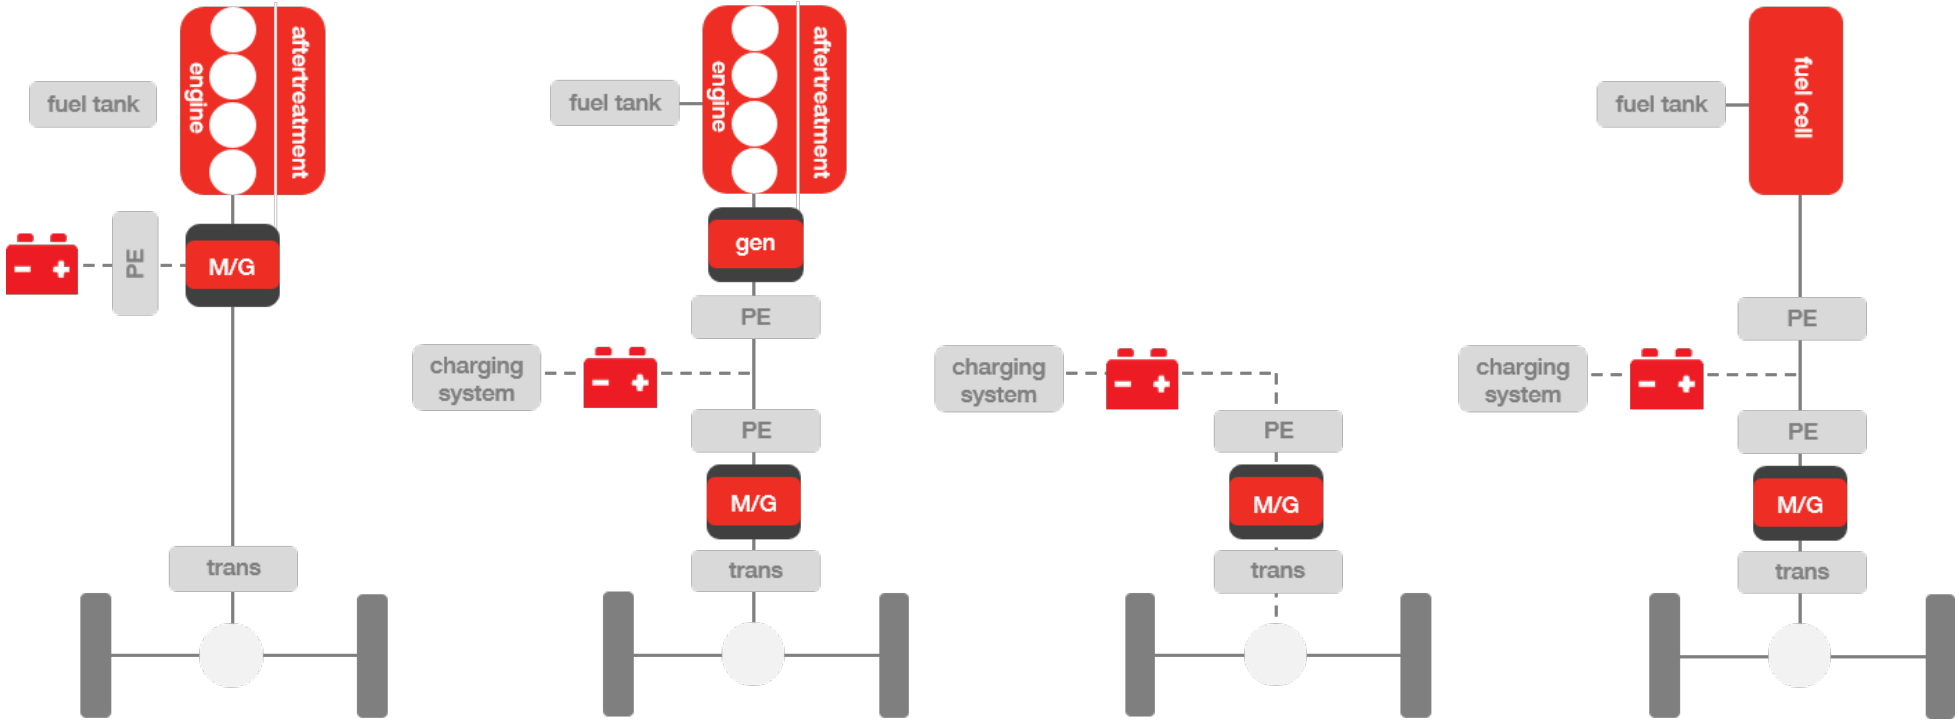 fuel tank
engine
aftertreatment
PE
M/G
trans
fuel tank
engine
aftertreatment
gen
PE
charging
system
PE
M/G
trans
charging
system
PE
M/G
trans
fuel tank
fuel cell
PE
charging
system
PE
M/G
trans